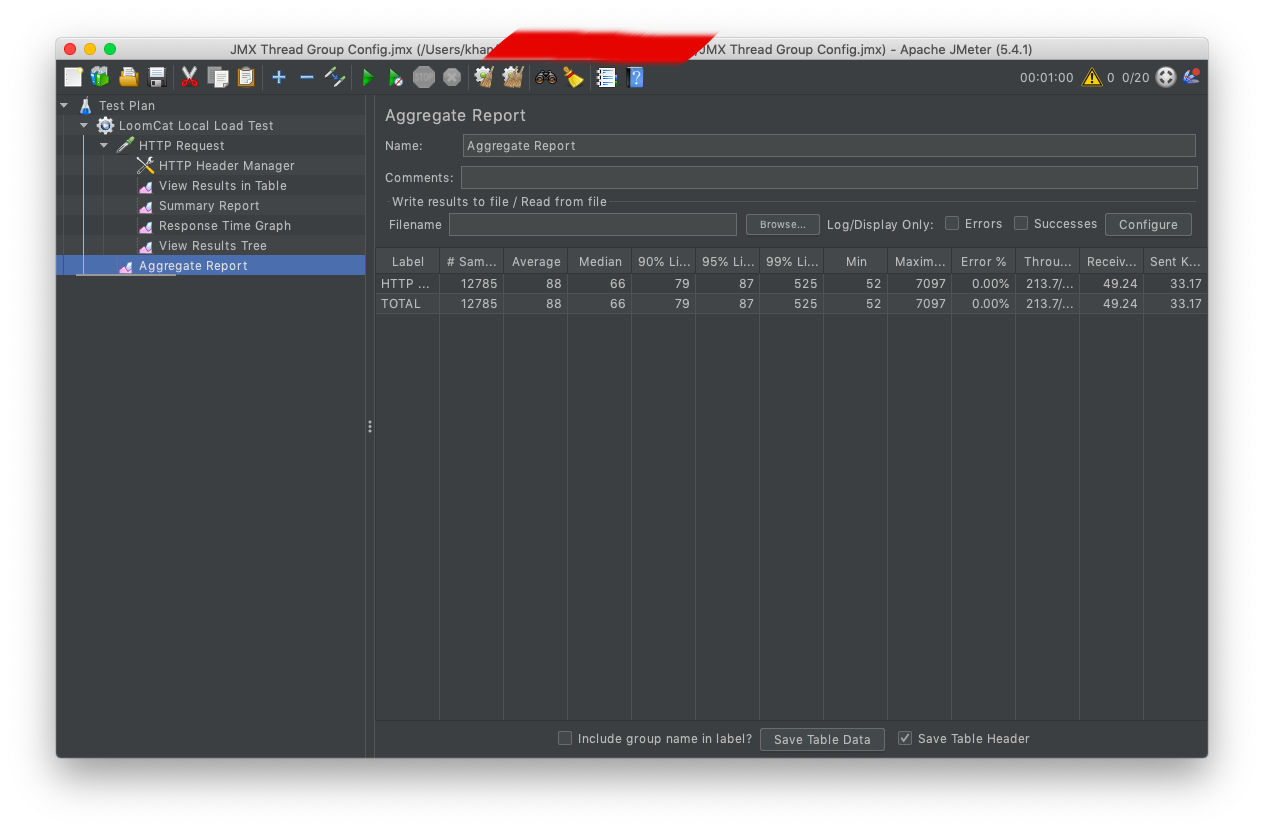 JMX Thread Group Config.jmx (/Users/khan JMX Thread Group Config.jmx) - Apache JMeter (5.4.1)
STOP ? 00:01:00 0 0/20
Test Plan
LoomCat Local Load Test
HTTP Request
HTTP Header Manager
View Results in Table
Summary Report
Response Time Graph
View Results Tree
Aggregate Report
Aggregate Report
Name: Aggregate Report
Comments:
Write results to file / Read from file
Filename Browse... Log/Display Only: Errors Successes Configure
Label # Sam... Average Median 90% Li... 95% Li... 99% Li... Min Maxim... Error % Throu... Receiv... Sent K...
HTTP ... 12785 88 66 79 87 525 52 7097 0.00% 213.7/... 49.24 33.17
TOTAL 12785 88 66 79 87 525 52 7097 0.00% 213.7/... 49.24 33.17
Include group name in label? Save Table Data Save Table Header